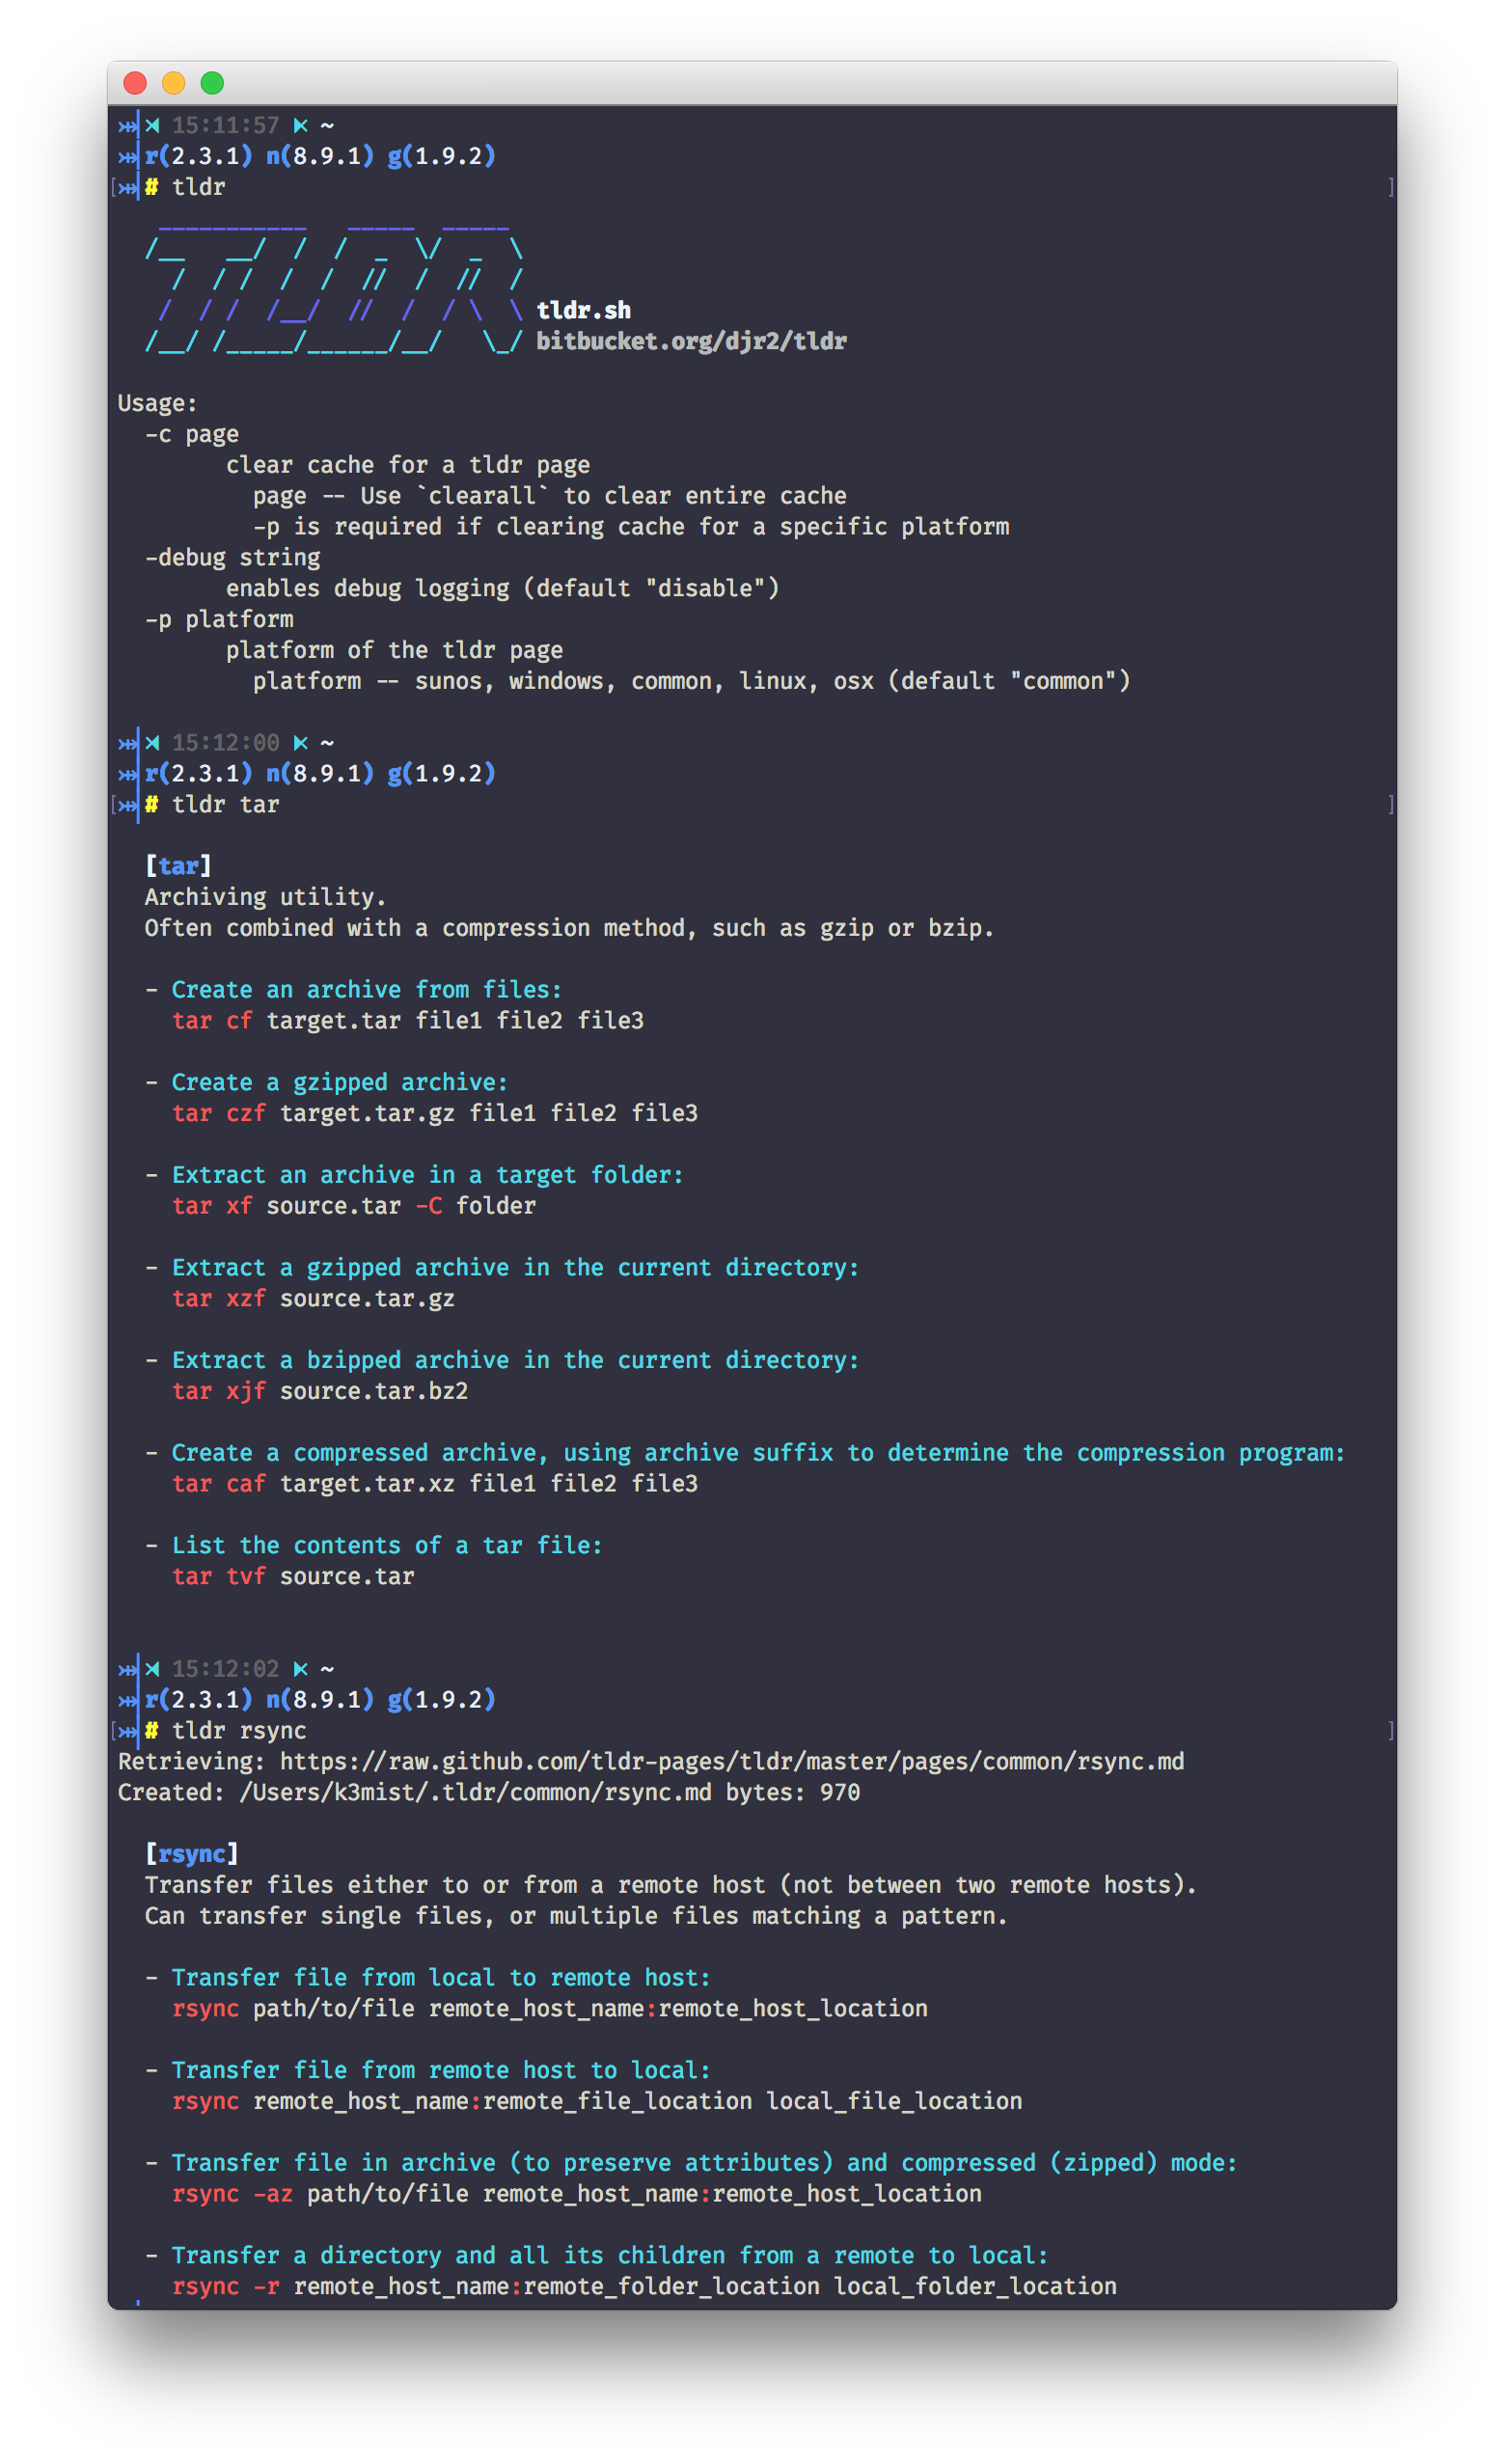 15:11:57 ~
r(2.3.1) n(8.9.1) g(1.9.2)
# tldr
  ___________   _____  _____
 /__   __/  /  /  _  \/  _  \
   /  / /  /  /  //  /  //  /
  /  / /  /__/  //  /  / \  \ tldr.sh
 /__/ /_____/______/__/   \_/ bitbucket.org/djr2/tldr
Usage:
  -c page
        clear cache for a tldr page
          page -- Use `clearall` to clear entire cache
          -p is required if clearing cache for a specific platform
  -debug string
        enables debug logging (default "disable")
  -p platform
        platform of the tldr page
          platform -- sunos, windows, common, linux, osx (default "common")
15:12:00 ~
r(2.3.1) n(8.9.1) g(1.9.2)
# tldr tar
  [tar]
  Archiving utility.
  Often combined with a compression method, such as gzip or bzip.
  - Create an archive from files:
    tar cf target.tar file1 file2 file3
  - Create a gzipped archive:
    tar czf target.tar.gz file1 file2 file3
  - Extract an archive in a target folder:
    tar xf source.tar -C folder
  - Extract a gzipped archive in the current directory:
    tar xzf source.tar.gz
  - Extract a bzipped archive in the current directory:
    tar xjf source.tar.bz2
  - Create a compressed archive, using archive suffix to determine the compression program:
    tar caf target.tar.xz file1 file2 file3
  - List the contents of a tar file:
    tar tvf source.tar
15:12:02 ~
r(2.3.1) n(8.9.1) g(1.9.2)
# tldr rsync
Retrieving: https://raw.github.com/tldr-pages/tldr/master/pages/common/rsync.md
Created: /Users/k3mist/.tldr/common/rsync.md bytes: 970
  [rsync]
  Transfer files either to or from a remote host (not between two remote hosts).
  Can transfer single files, or multiple files matching a pattern.
  - Transfer file from local to remote host:
    rsync path/to/file remote_host_name:remote_host_location
  - Transfer file from remote host to local:
    rsync remote_host_name:remote_file_location local_file_location
  - Transfer file in archive (to preserve attributes) and compressed (zipped) mode:
    rsync -az path/to/file remote_host_name:remote_host_location
  - Transfer a directory and all its children from a remote to local:
    rsync -r remote_host_name:remote_folder_location local_folder_location